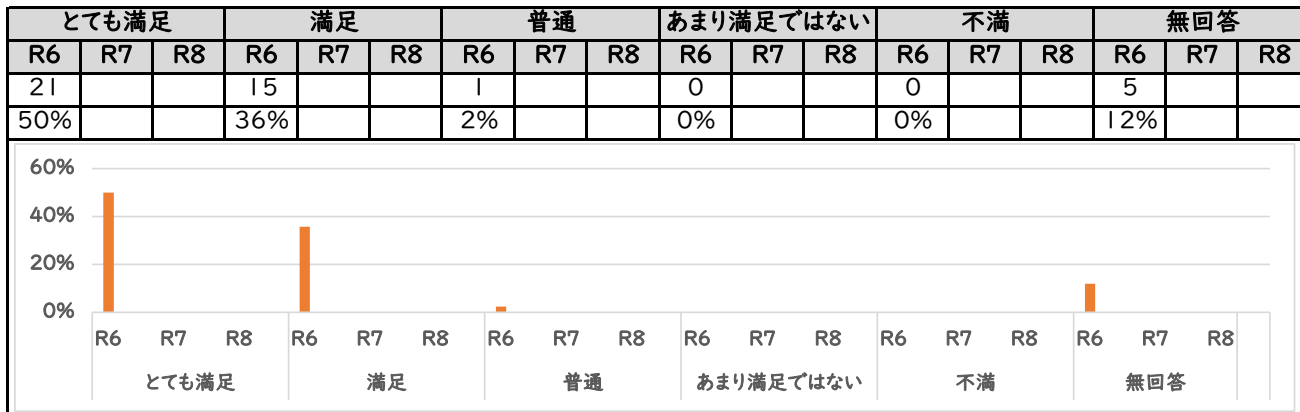 とても満足 満足 普通 あまり満足ではない 不満 無回答
R6 R7 R8 R6 R7 R8 R6 R7 R8 R6 R7 R8 R6 R7 R8 R6 R7 R8
21 15 1 0 0 5
50% 36% 2% 0% 0% 12%
60%
40%
20%
0%
R6 R7 R8 R6 R7 R8 R6 R7 R8 R6 R7 R8 R6 R7 R8 R6 R7 R8
とても満足 満足 普通 あまり満足ではない 不満 無回答